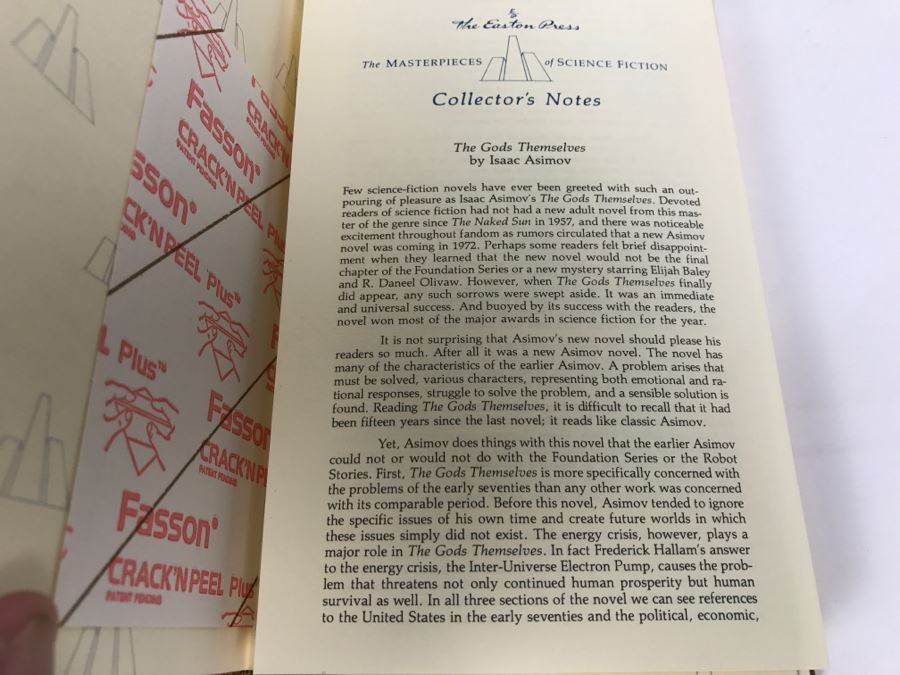 The Easton Press
The MASTERPIECES of SCIENCE FICTION
Collector's Notes
The Gods Themselves
by Isaac Asimov
Few science-fiction novels have ever been greeted with such an out-
pouring of pleasure as Isaac Asimov's The Gods Themselves. Devoted
readers of science fiction had not had a new adult novel from this mas-
ter of the genre since The Naked Sun in 1957, and there was noticeable
excitement throughout fandom as rumors circulated that a new Asimov
novel was coming in 1972. Perhaps some readers felt brief disappoint-
ment when they learned that the new novel would not be the final
chapter of the Foundation Series or a new mystery starring Elijah Baley
and R. Daneel Olivaw. However, when The Gods Themselves finally
did appear, any such sorrows were swept aside. It was an immediate
and universal success. And buoyed by its success with the readers, the
novel won most of the major awards in science fiction for the year.
It is not surprising that Asimov's new novel should please his
readers so much. After all it was a new Asimov novel. The novel has
many of the characteristics of the earlier Asimov. A problem arises that
must be solved, various characters, representing both emotional and ra-
tional responses, struggle to solve the problem, and a sensible solution is
found. Reading The Gods Themselves, it is difficult to recall that it had
been fifteen years since the last novel; it reads like classic Asimov.
Yet, Asimov does things with this novel that the earlier Asimov
could not or would not do with the Foundation Series or the Robot
Stories. First, The Gods Themselves is more specifically concerned with
the problems of the early seventies than any other work was concerned
with its comparable period. Before this novel, Asimov tended to ignore
the specific issues of his own time and create future worlds in which
these issues simply did not exist. The energy crisis, however, plays a
major role in The Gods Themselves. In fact Frederick Hallam's answer
to the energy crisis, the Inter-Universe Electron Pump, causes the prob-
lem that threatens not only continued human prosperity but human
survival as well. In all three sections of the novel we can see references
to the United States in the early seventies and the political, economic,
Fasson®
CRACK'N PEEL
PATENT PENDING
sson®
CK'N PEEL Plus™
L Plus™
Fasson
CRACK'N PE
PATENT PENDING
Fasson®
CRACK'N PEEL Plus
PATENT PENDING